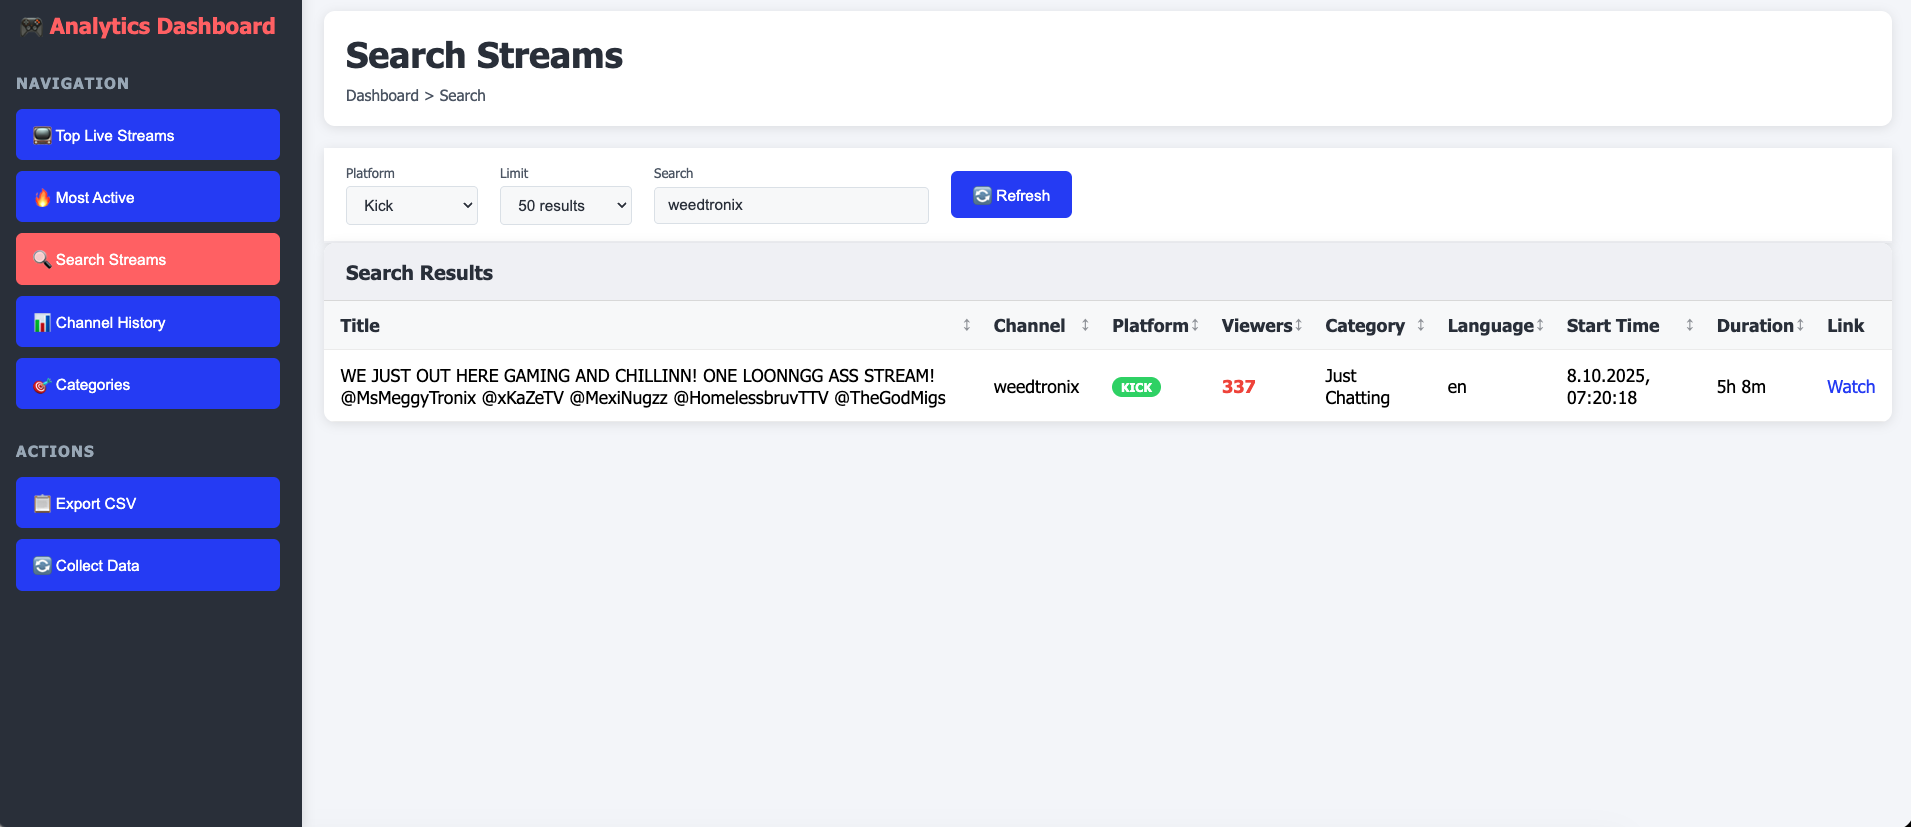 🎮 Analytics Dashboard
NAVIGATION
📺 Top Live Streams
🔥 Most Active
🔍 Search Streams
📊 Channel History
🎯 Categories
ACTIONS
📋 Export CSV
🔄 Collect Data
Search Streams
Dashboard > Search
Platform Limit Search
Kick 50 results weedtronix 🔄 Refresh
Search Results
Title ↕ Channel ↕ Platform ↕ Viewers ↕ Category ↕ Language ↕ Start Time ↕ Duration ↕ Link
WE JUST OUT HERE GAMING AND CHILLINN! ONE LOONNGG ASS STREAM!
@MsMeggyTronix @xKaZeTV @MexiNugzz @HomelessbruvTTV @TheGodMigs
weedtronix
KICK
337
Just
Chatting
en
8.10.2025,
07:20:18
5h 8m
Watch